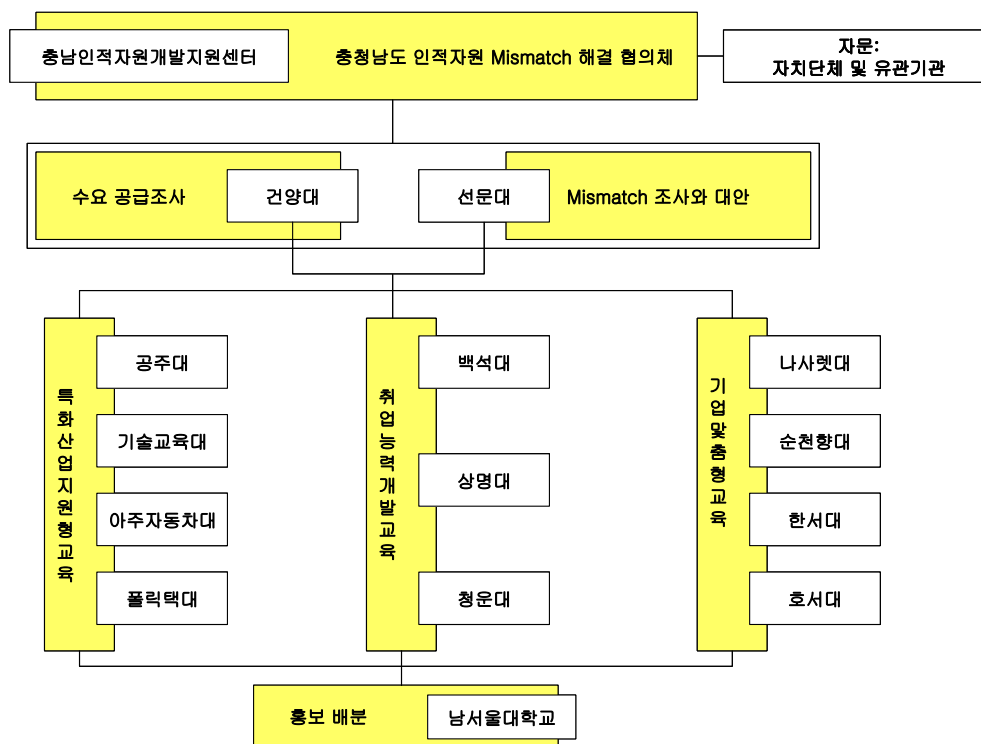 충남인적자원개발지원센터
충청남도 인적자원 Mismatch 해결 협의체
자문:
자치단체 및 유관기관
수요 공급조사
건양대
선문대
Mismatch 조사와 대안
특화산업지원형교육
공주대
기술교육대
아주자동차대
폴릭택대
취업능력개발교육
백석대
상명대
청운대
기업맟춤형교육
나사렛대
순천향대
한서대
호서대
홍보 배분
남서울대학교